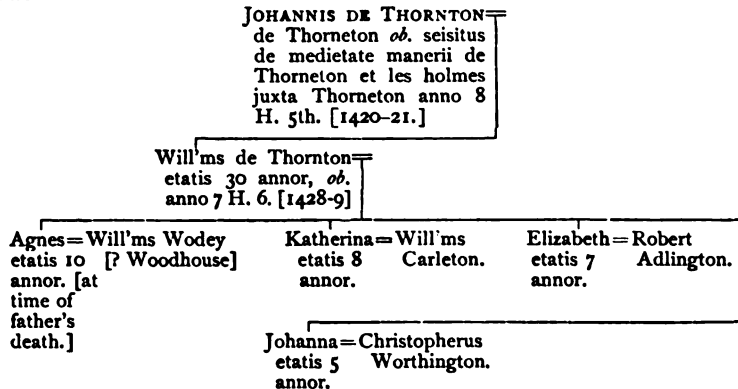 JOHANNIS DE THORNTON=
de Thorneton ob. seisitus
de medietate manerii de
Thorneton et les holmes
juxta Thorneton anno 8
H. 5th. [1420-21.]
Will'ms de Thornton=
etatis 30 annor, ob.
anno 7 H. 6. [1428-9]
Agnes=Will'ms Wodey
etatis 10 [? Woodhouse]
annor. [at
time of
father's
death.]
Katherina=Will'ms
etatis 8 Carleton.
annor.
Elizabeth=Robert
etatis 7 Adlington.
annor.
Johanna=Christopherus
etatis 5 Worthington.
annor.